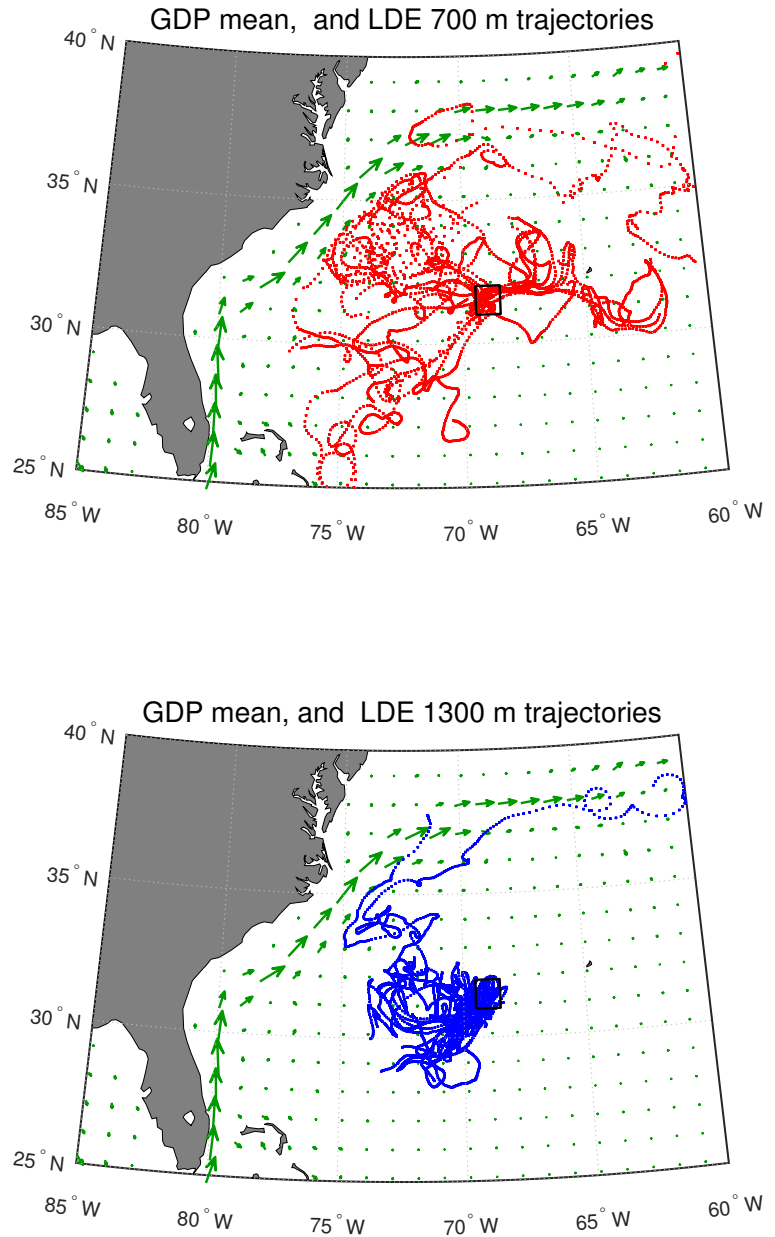 GDP mean,  and LDE 700 m trajectories
40° N
35° N
30° N
25° N
85° W
80° W
75° W
70° W
65° W
60° W
GDP mean, and  LDE 1300 m trajectories
40° N
35° N
30° N
25° N
85° W
80° W
75° W
70° W
65° W
60° W